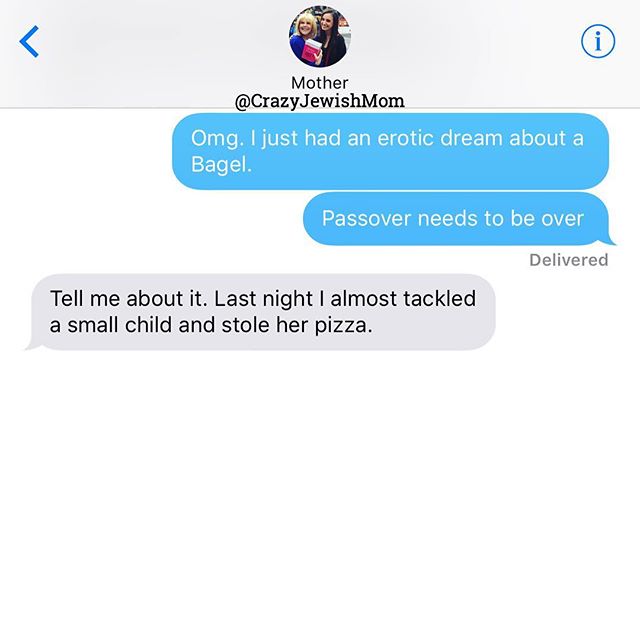 Mother
@CrazyJewishMom
Omg. I just had an erotic dream about a
Bagel.
Passover needs to be over
Delivered
Tell me about it. Last night I almost tackled
a small child and stole her pizza.